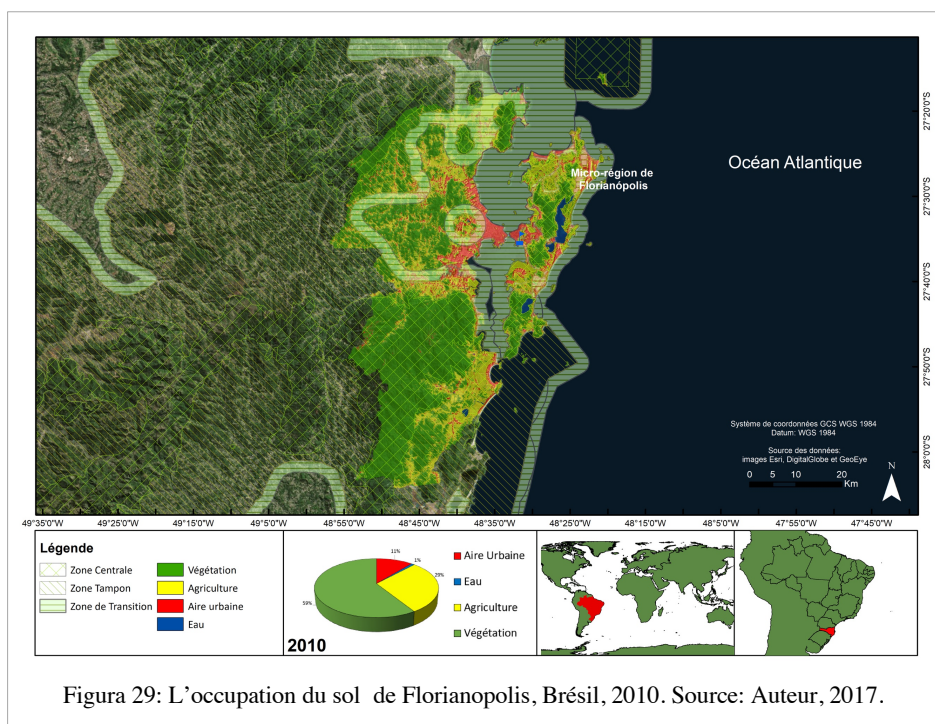 Océan Atlantique
Micro-région de
Florianópolis
27°20'0"S
27°30'0"S
27°40'0"S
27°50'0"S
28°0'0"S
Système de coordonnées GCS WGS 1984
Datum: WGS 1984
Source des données:
images Esri, DigitalGlobe et GeoEye
0 5 10 20
Km
N
49°35'0"W 49°25'0"W 49°15'0"W 49°5'0"W 48°55'0"W 48°45'0"W 48°35'0"W 48°25'0"W 48°15'0"W 48°5'0"W 47°55'0"W 47°45'0"W
Légende
Zone Centrale
Zone Tampon
Zone de Transition
Végétation
Agriculture
Aire urbaine
Eau
11%
1%
29%
59%
2010
Aire Urbaine
Eau
Agriculture
Végétation
Figura 29: L'occupation du sol de Florianopolis, Brésil, 2010. Source: Auteur, 2017.